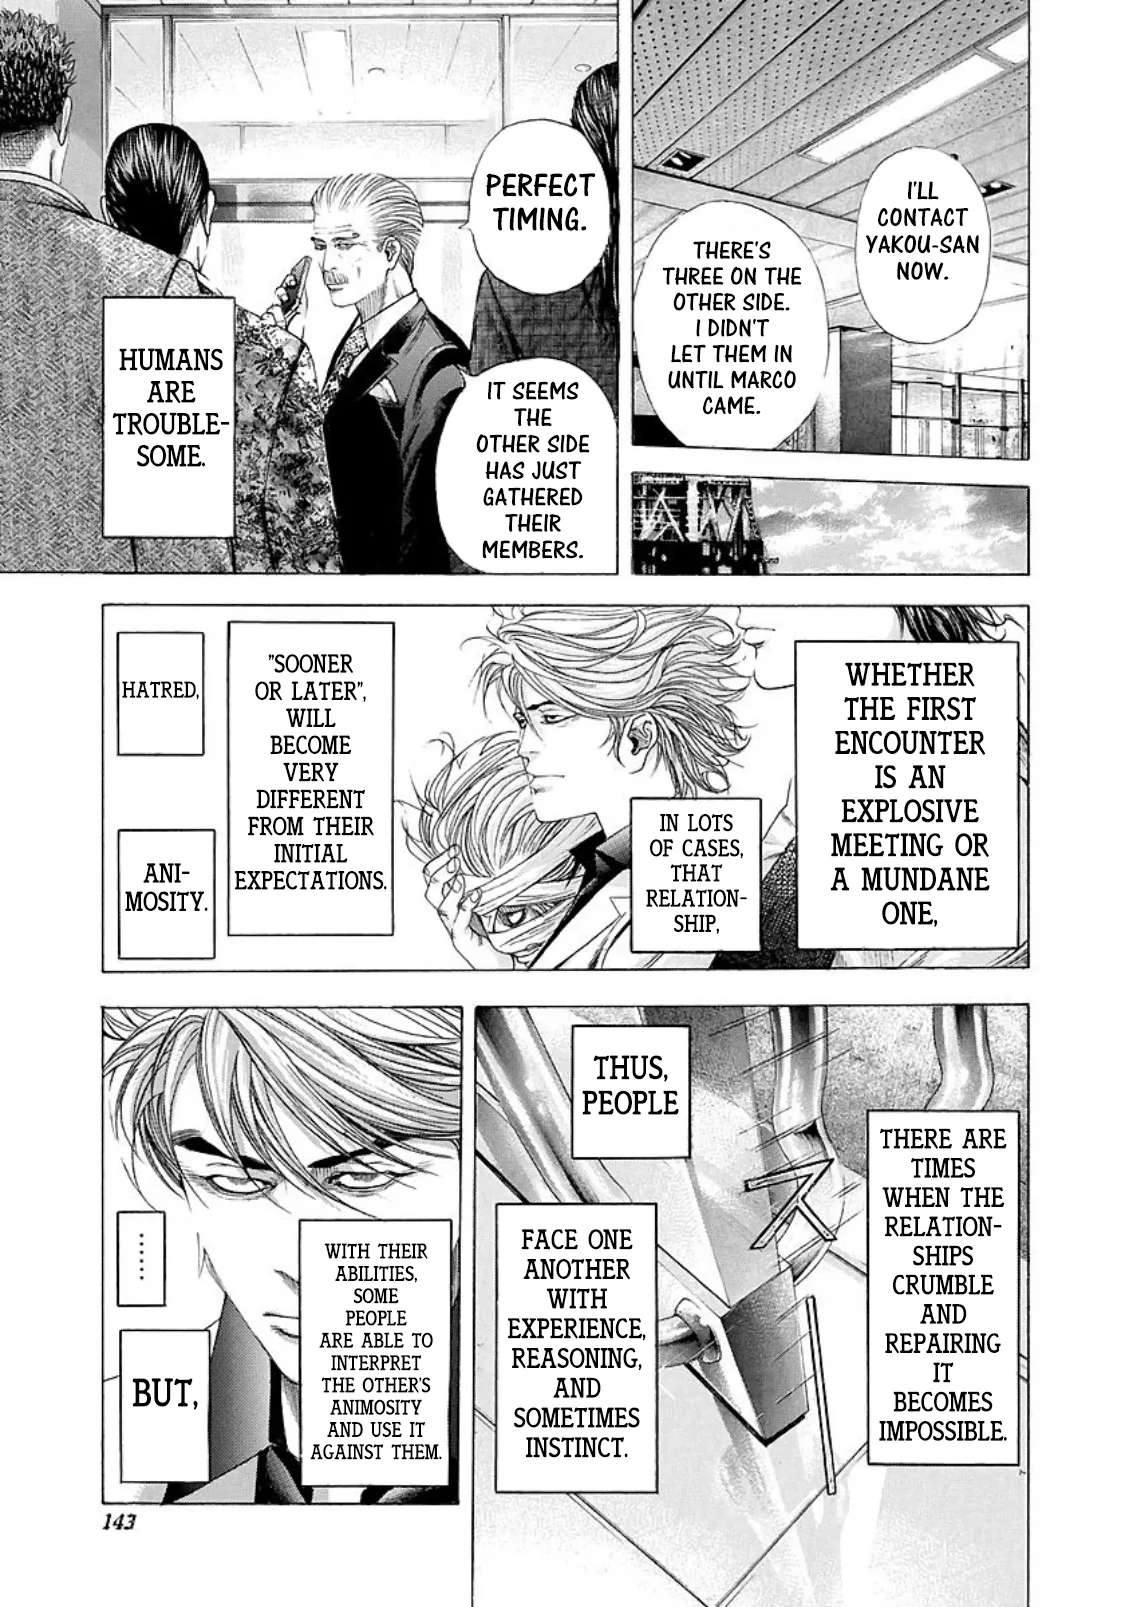 I'LL
CONTACT
YAKOU-SAN
NOW.
THERE'S
THREE ON THE
OTHER SIDE.
I DIDN'T
LET THEM IN
UNTIL MARCO
CAME.
PERFECT
TIMING.
IT SEEMS
THE
OTHER SIDE
HAS JUST
GATHERED
THEIR
MEMBERS.
HUMANS
ARE
TROUBLE-
SOME.
WHETHER
THE FIRST
ENCOUNTER
IS AN
EXPLOSIVE
MEETING OR
A MUNDANE
ONE,
IN LOTS
OF CASES,
THAT
RELATION-
SHIP,
"SOONER
OR LATER",
WILL
BECOME
VERY
DIFFERENT
FROM THEIR
INITIAL
EXPECTATIONS.
HATRED,
ANI-
MOSITY.
THERE ARE
TIMES
WHEN THE
RELATION-
SHIPS
CRUMBLE
AND
REPAIRING
IT
BECOMES
IMPOSSIBLE.
ス
THUS,
PEOPLE
FACE ONE
ANOTHER
WITH
EXPERIENCE,
REASONING,
AND
SOMETIMES
INSTINCT.
WITH THEIR
ABILITIES,
SOME
PEOPLE
ARE ABLE TO
INTERPRET
THE OTHER'S
ANIMOSITY
AND USE IT
AGAINST THEM.
......
BUT,
143